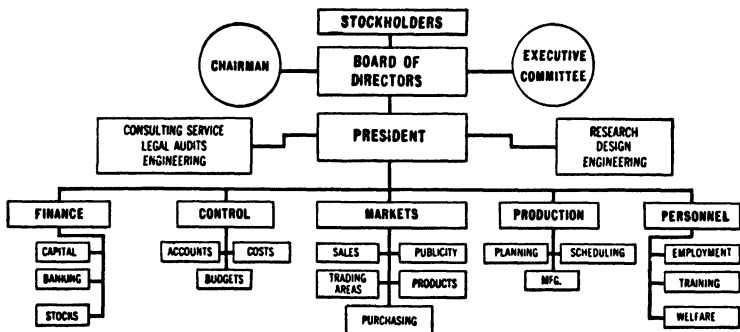 STOCKHOLDERS
CHAIRMAN
BOARD OF
DIRECTORS
EXECUTIVE
COMMITTEE
CONSULTING SERVICE
LEGAL AUDITS
ENGINEERING
PRESIDENT
RESEARCH
DESIGN
ENGINEERING
FINANCE
CONTROL
MARKETS
PRODUCTION
PERSONNEL
CAPITAL
BANKING
STOCKS
ACCOUNTS
COSTS
BUDGETS
SALES
PUBLICITY
TRADING
AREAS
PRODUCTS
PURCHASING
PLANNING
SCHEDULING
MFG.
EMPLOYMENT
TRAINING
WELFARE